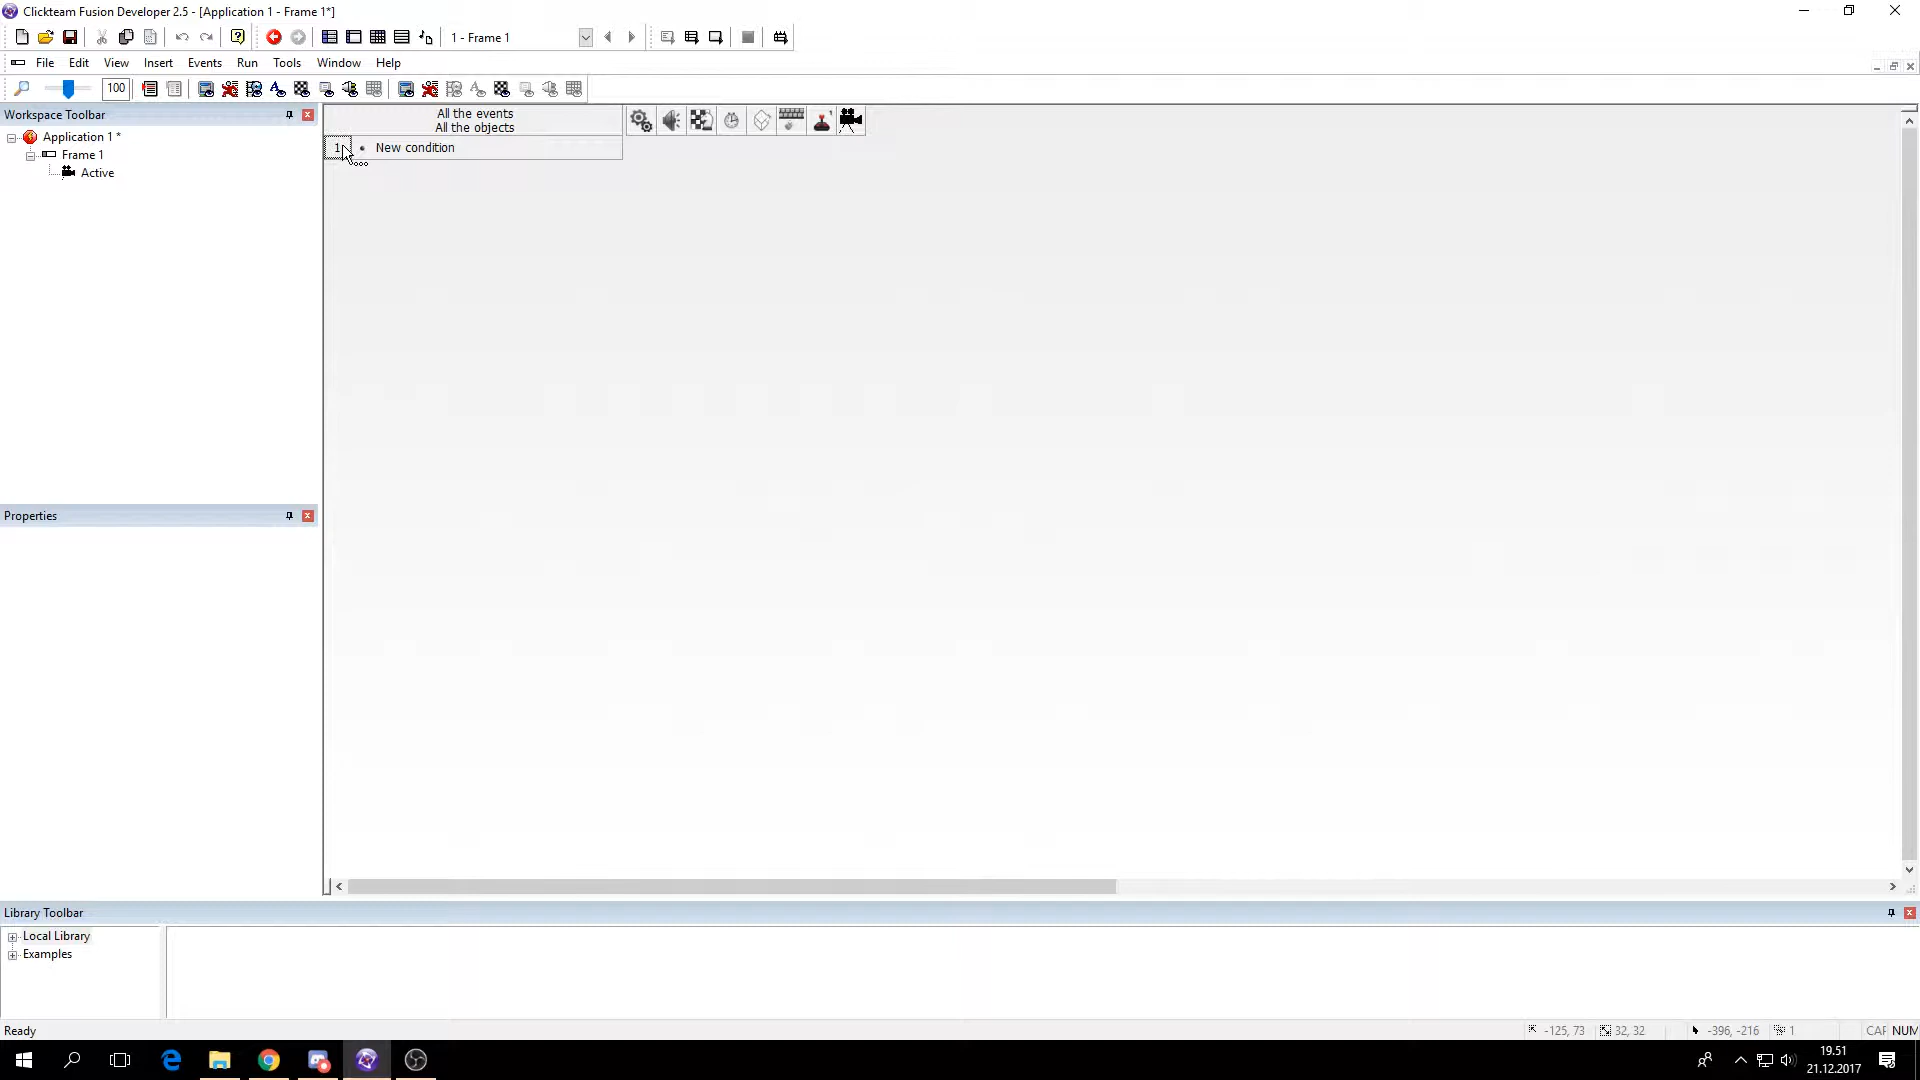 Clickteam Fusion Developer 2.5 - [Application 1 - Frame 1*]
1 - Frame 1
File Edit View Insert Events Run Tools Window Help
100
Workspace Toolbar
Application 1 *
Frame 1
Active
All the events
All the objects
1 • New condition
Properties
Library Toolbar
Local Library
Examples
Ready
-125, 73
32, 32
-396, -216
1
CAP NUM
19.51
21.12.2017